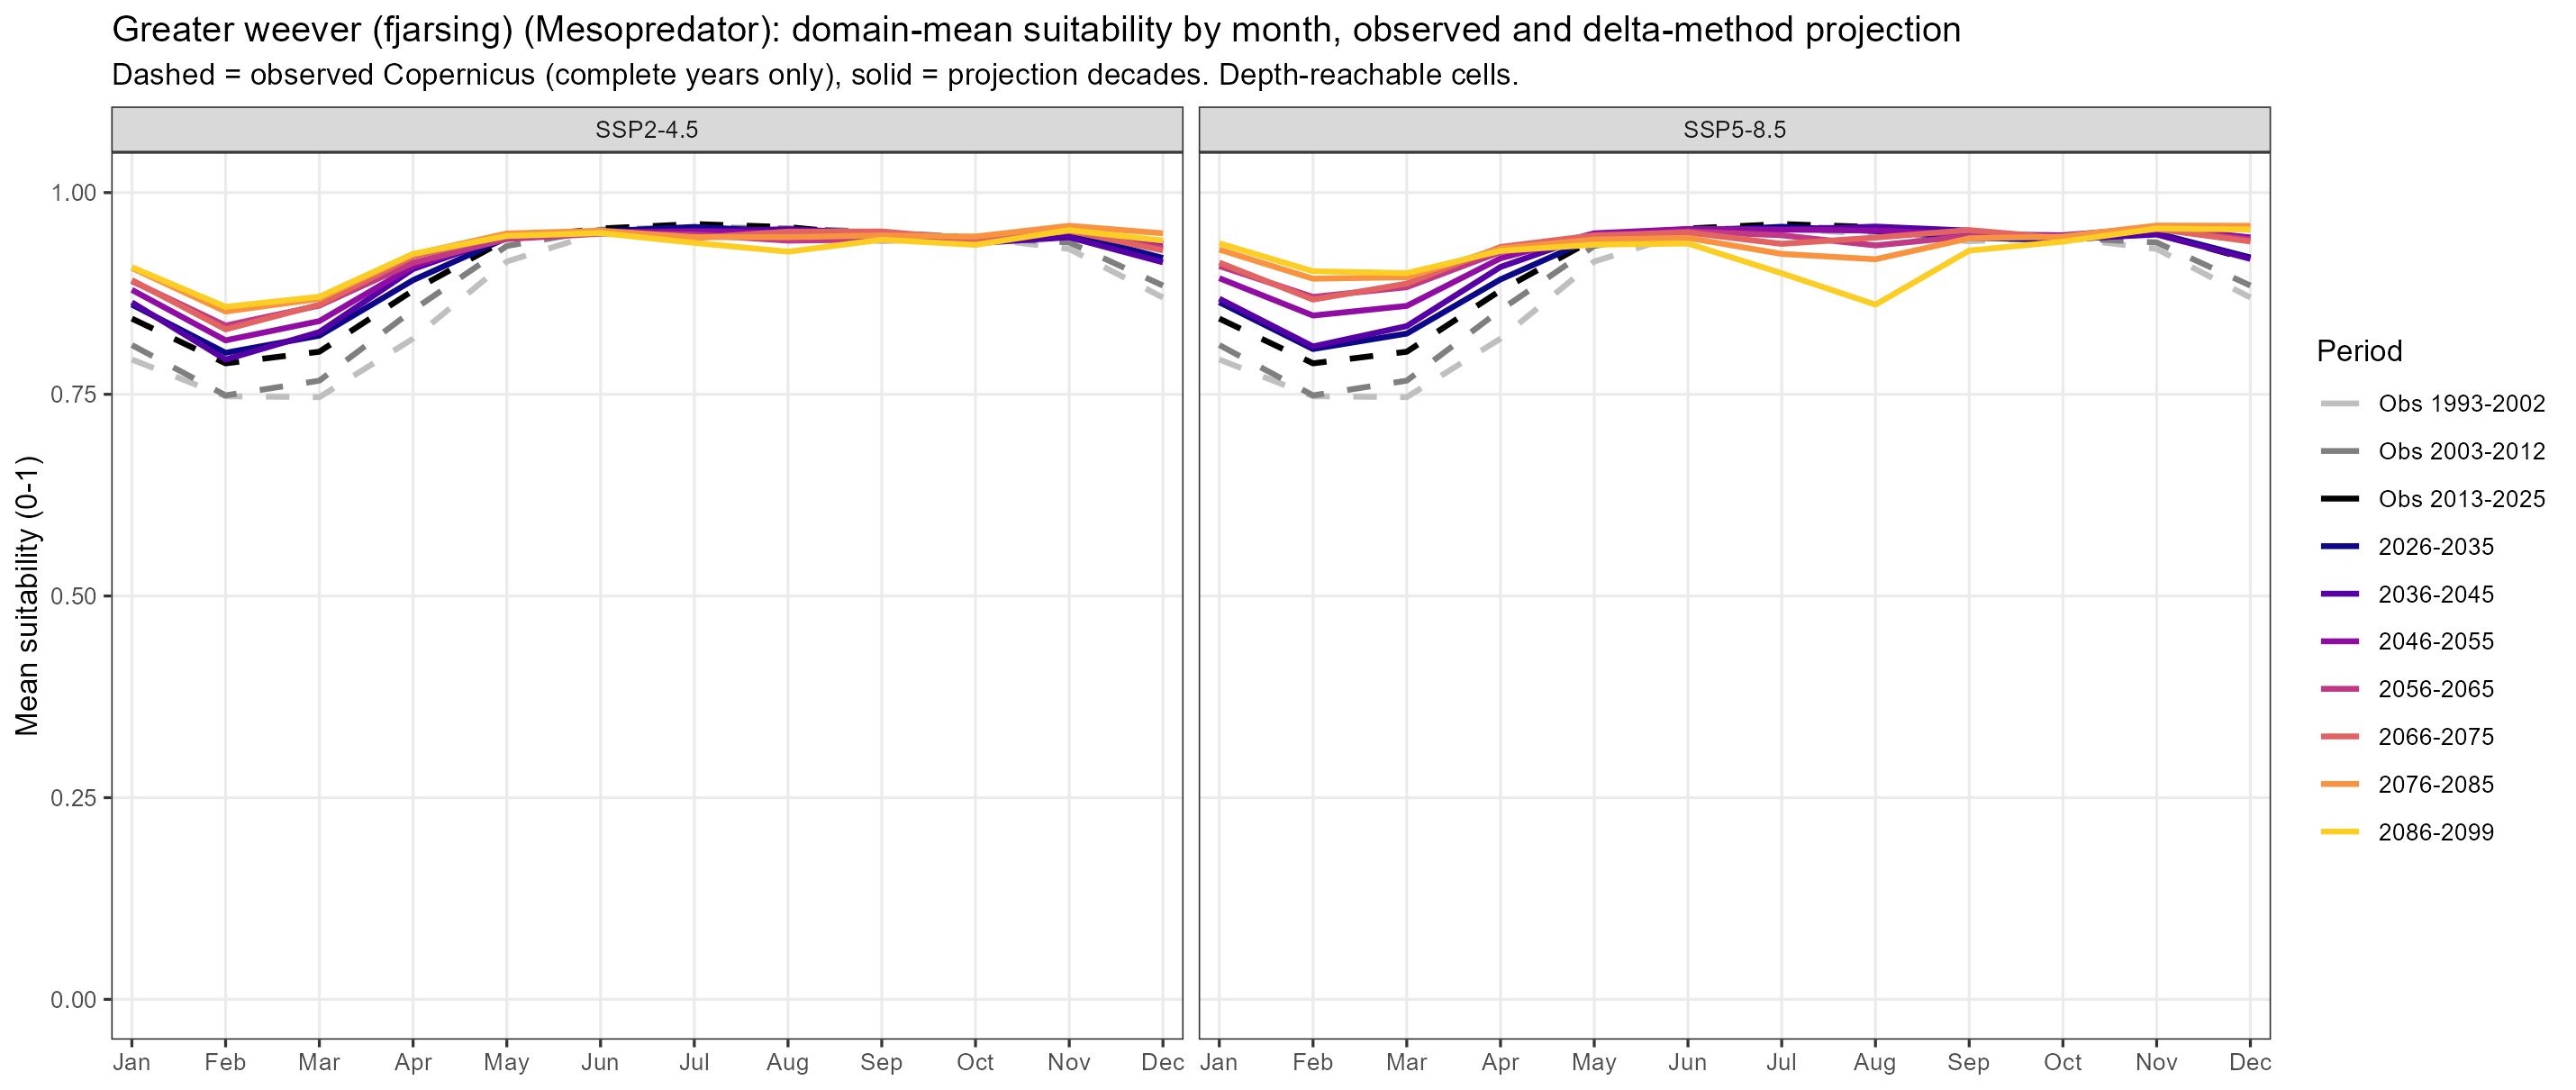 Greater weever (fjarsing) (Mesopredator): domain-mean suitability by month, observed and delta-method projection
Dashed = observed Copernicus (complete years only), solid = projection decades. Depth-reachable cells.
SSP2-4.5
SSP5-8.5
Mean suitability (0-1)
1.00
0.75
0.50
0.25
0.00
Jan Feb Mar Apr May Jun Jul Aug Sep Oct Nov Dec
Jan Feb Mar Apr May Jun Jul Aug Sep Oct Nov Dec
Period
Obs 1993-2002
Obs 2003-2012
Obs 2013-2025
2026-2035
2036-2045
2046-2055
2056-2065
2066-2075
2076-2085
2086-2099